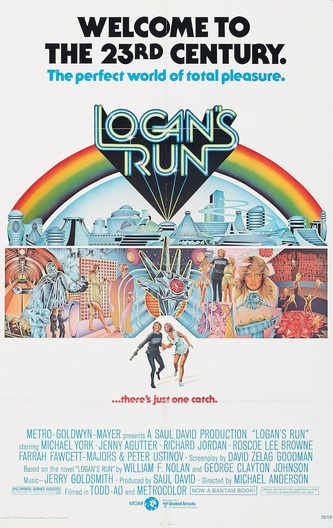 WELCOME TO
THE 23RD CENTURY.
The perfect world of total pleasure.
LOGAN'S
RUN
...there's just one catch.
METRO-GOLDWYN-MAYER presents A SAUL DAVID PRODUCTION "LOGAN'S RUN"
starring MICHAEL YORK · JENNY AGUTTER · RICHARD JORDAN · ROSCOE LEE BROWNE
FARRAH FAWCETT-MAJORS & PETER USTINOV · Screenplay by DAVID ZELAG GOODMAN
Based on the novel "LOGAN'S RUN" by WILLIAM F. NOLAN and GEORGE CLAYTON JOHNSON
Music—JERRY GOLDSMITH · Produced by SAUL DAVID · Directed by MICHAEL ANDERSON
Filmed in TODD-AO and METROCOLOR NOW A BANTAM BOOK!
MGM United Artists